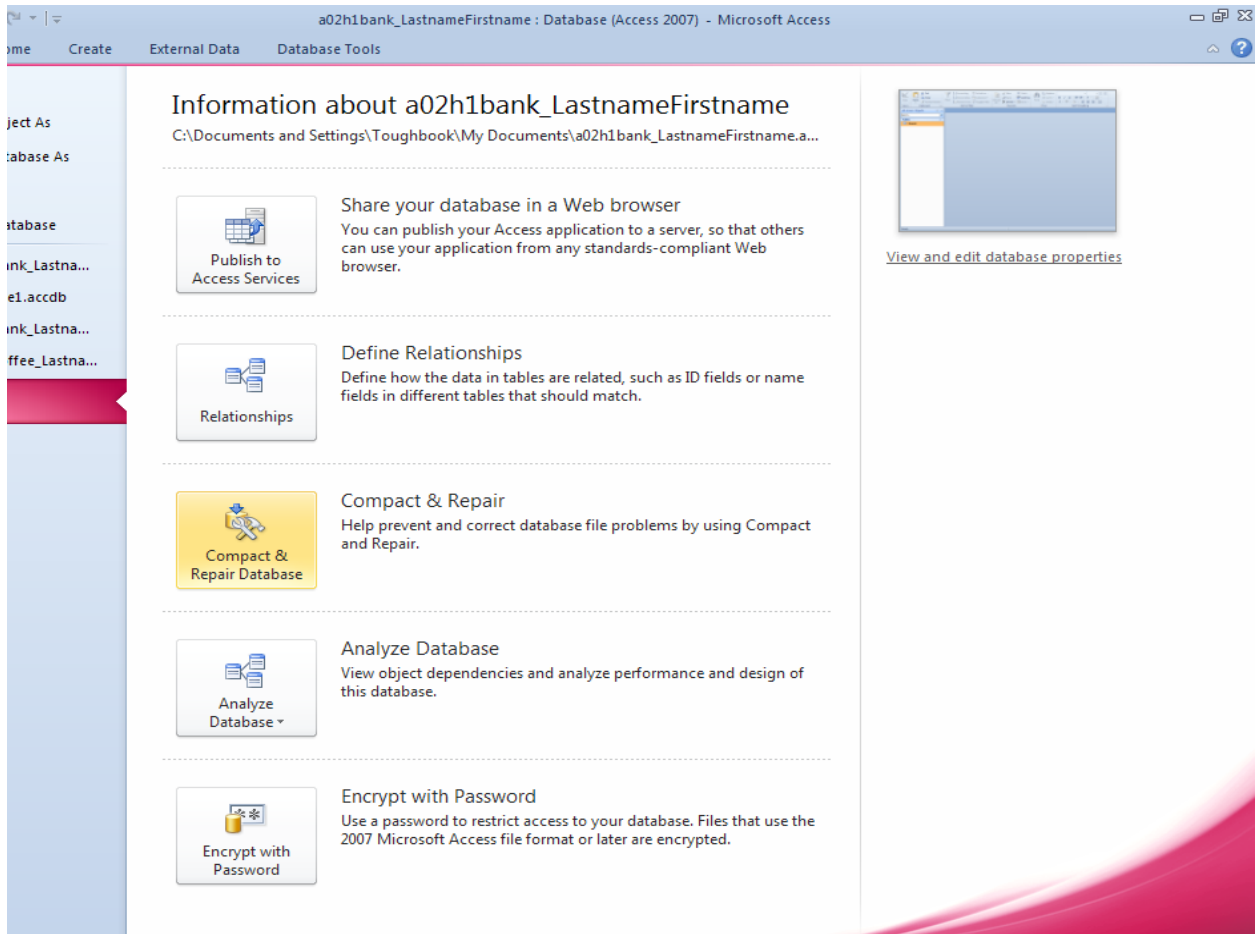 a02h1bank_LastnameFirstname : Database (Access 2007) - Microsoft Access
ome Create External Data Database Tools
ject As
tabase As
atabase
ank_Lastna...
e1.accdb
ank_Lastna...
ffee_Lastna...
Information about a02h1bank_LastnameFirstname
C:\Documents and Settings\Toughbook\My Documents\a02h1bank_LastnameFirstname.a...
Publish to
Access Services
Share your database in a Web browser
You can publish your Access application to a server, so that others
can use your application from any standards-compliant Web
browser.
Relationships
Define Relationships
Define how the data in tables are related, such as ID fields or name
fields in different tables that should match.
Compact &
Repair Database
Compact & Repair
Help prevent and correct database file problems by using Compact
and Repair.
Analyze
Database
Analyze Database
View object dependencies and analyze performance and design of
this database.
Encrypt with
Password
Encrypt with Password
Use a password to restrict access to your database. Files that use the
2007 Microsoft Access file format or later are encrypted.
View and edit database properties